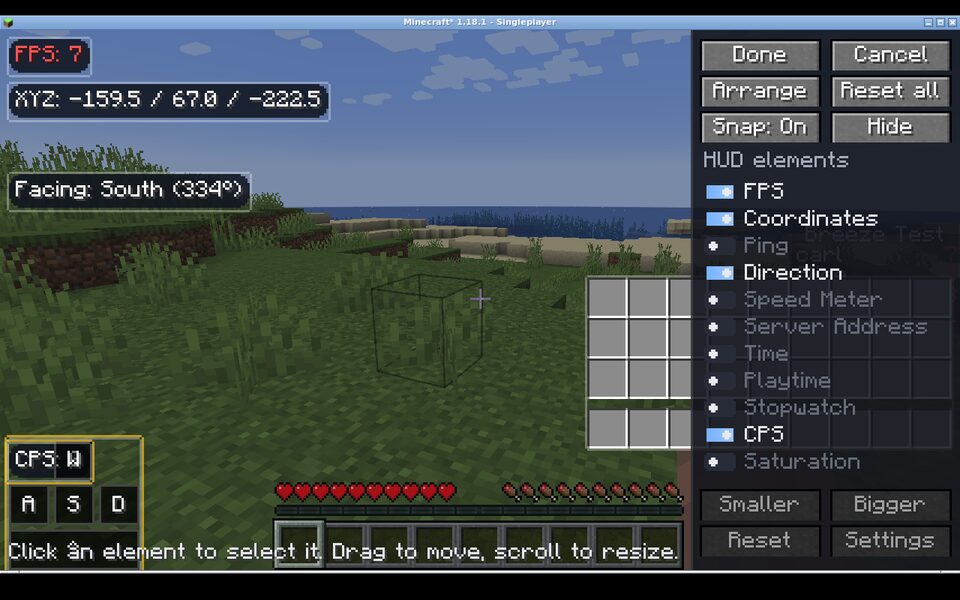 Minecraft* 1.18.1 - Singleplayer
FPS: 7
XYZ: -159.5 / 67.0 / -222.5
Facing: South (334º)
CPS: W
A S D
Click an element to select it. Drag to move, scroll to resize.
Done Cancel
Arrange Reset all
Snap: On Hide
HUD elements
FPS
Coordinates
Ping
Direction
Speed Meter
Server Address
Time
Playtime
Stopwatch
CPS
Saturation
Smaller Bigger
Reset Settings